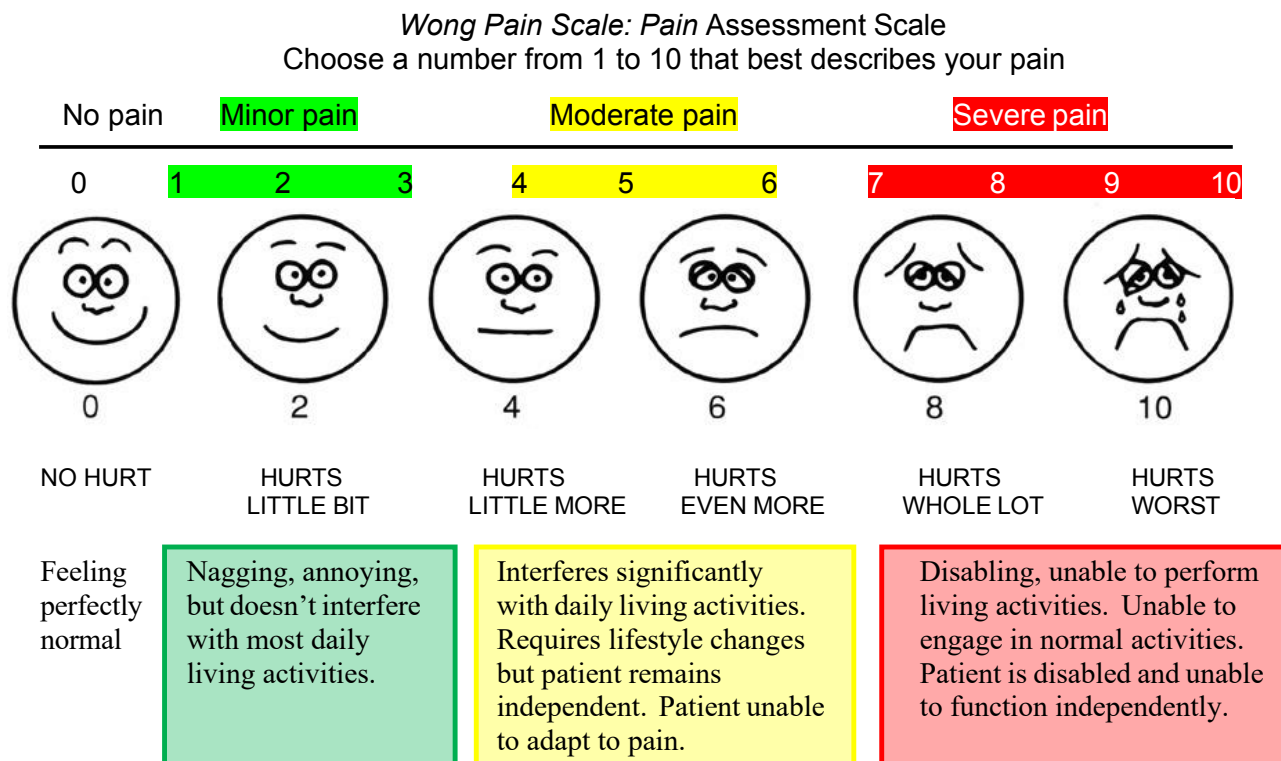 Wong Pain Scale: Pain Assessment Scale
Choose a number from 1 to 10 that best describes your pain
No pain Minor pain Moderate pain Severe pain
0 1 2 3 4 5 6 7 8 9 10
0 2 4 6 8 10
NO HURT HURTS HURTS HURTS HURTS HURTS
LITTLE BIT LITTLE MORE EVEN MORE WHOLE LOT WORST
Feeling
perfectly
normal
Nagging, annoying,
but doesn’t interfere
with most daily
living activities.
Interferes significantly
with daily living activities.
Requires lifestyle changes
but patient remains
independent.  Patient unable
to adapt to pain.
Disabling, unable to perform
living activities.  Unable to
engage in normal activities.
Patient is disabled and unable
to function independently.